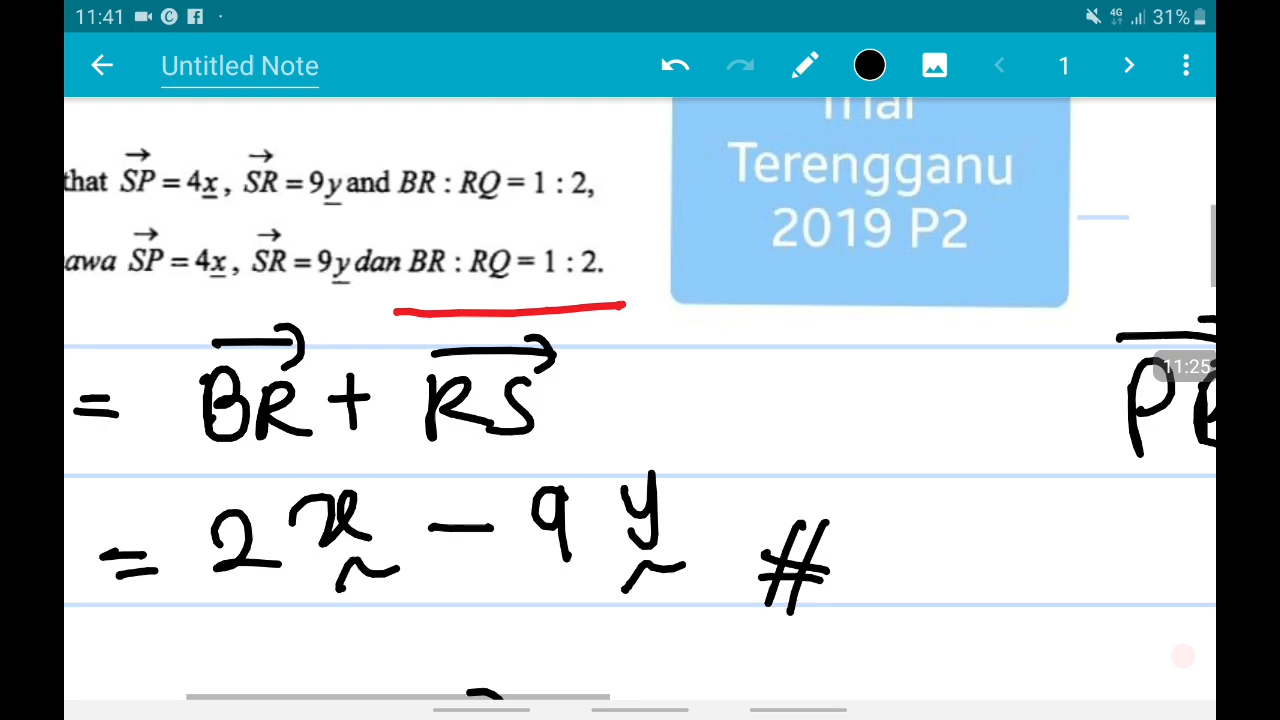 11:41 4G 31%
Untitled Note 1
Trial
Terengganu
2019 P2
that SP = 4x, SR = 9y and BR : RQ = 1 : 2,
awa SP = 4x, SR = 9y dan BR : RQ = 1 : 2.
= BR + RS
11:25
= 2x - 9y #